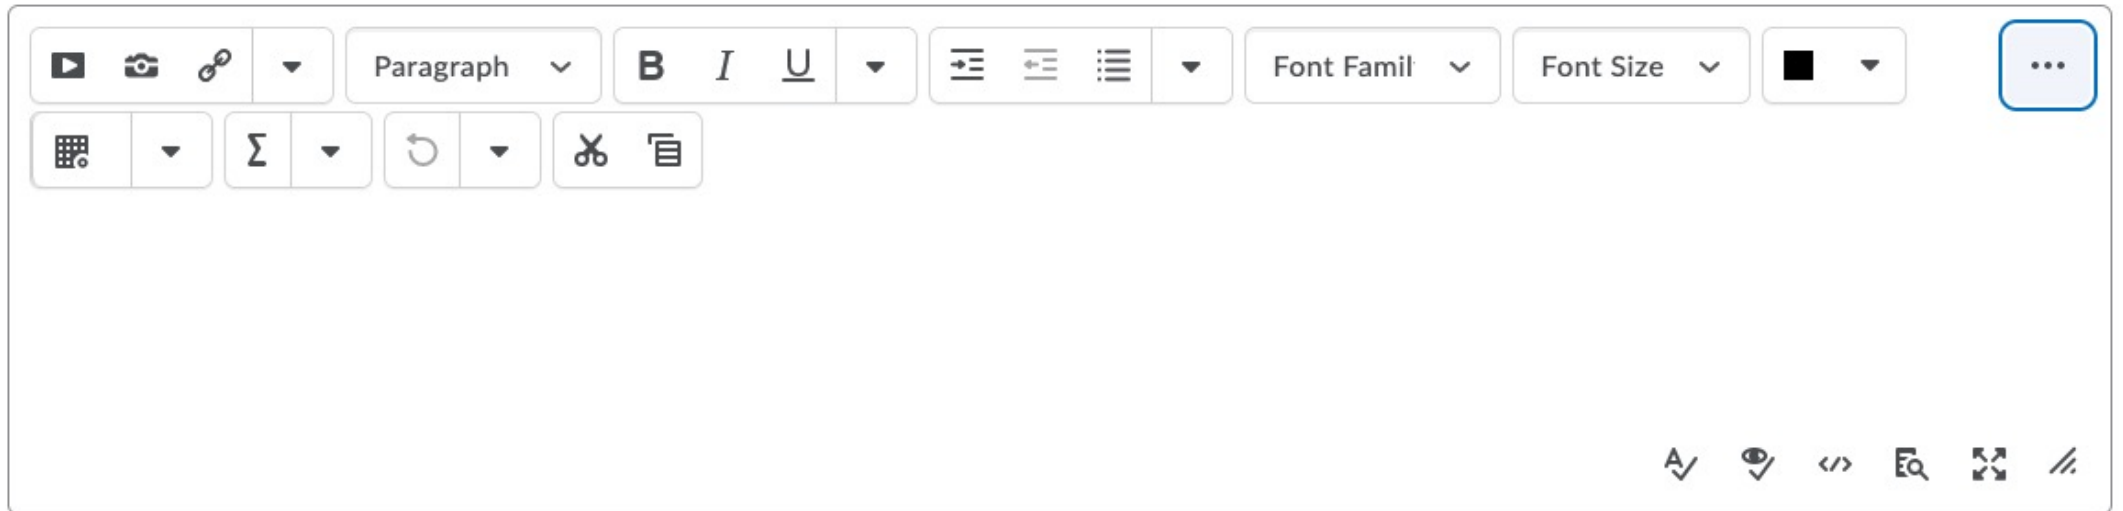 Paragraph B I U Font Famil Font Size ...
Σ
A </>